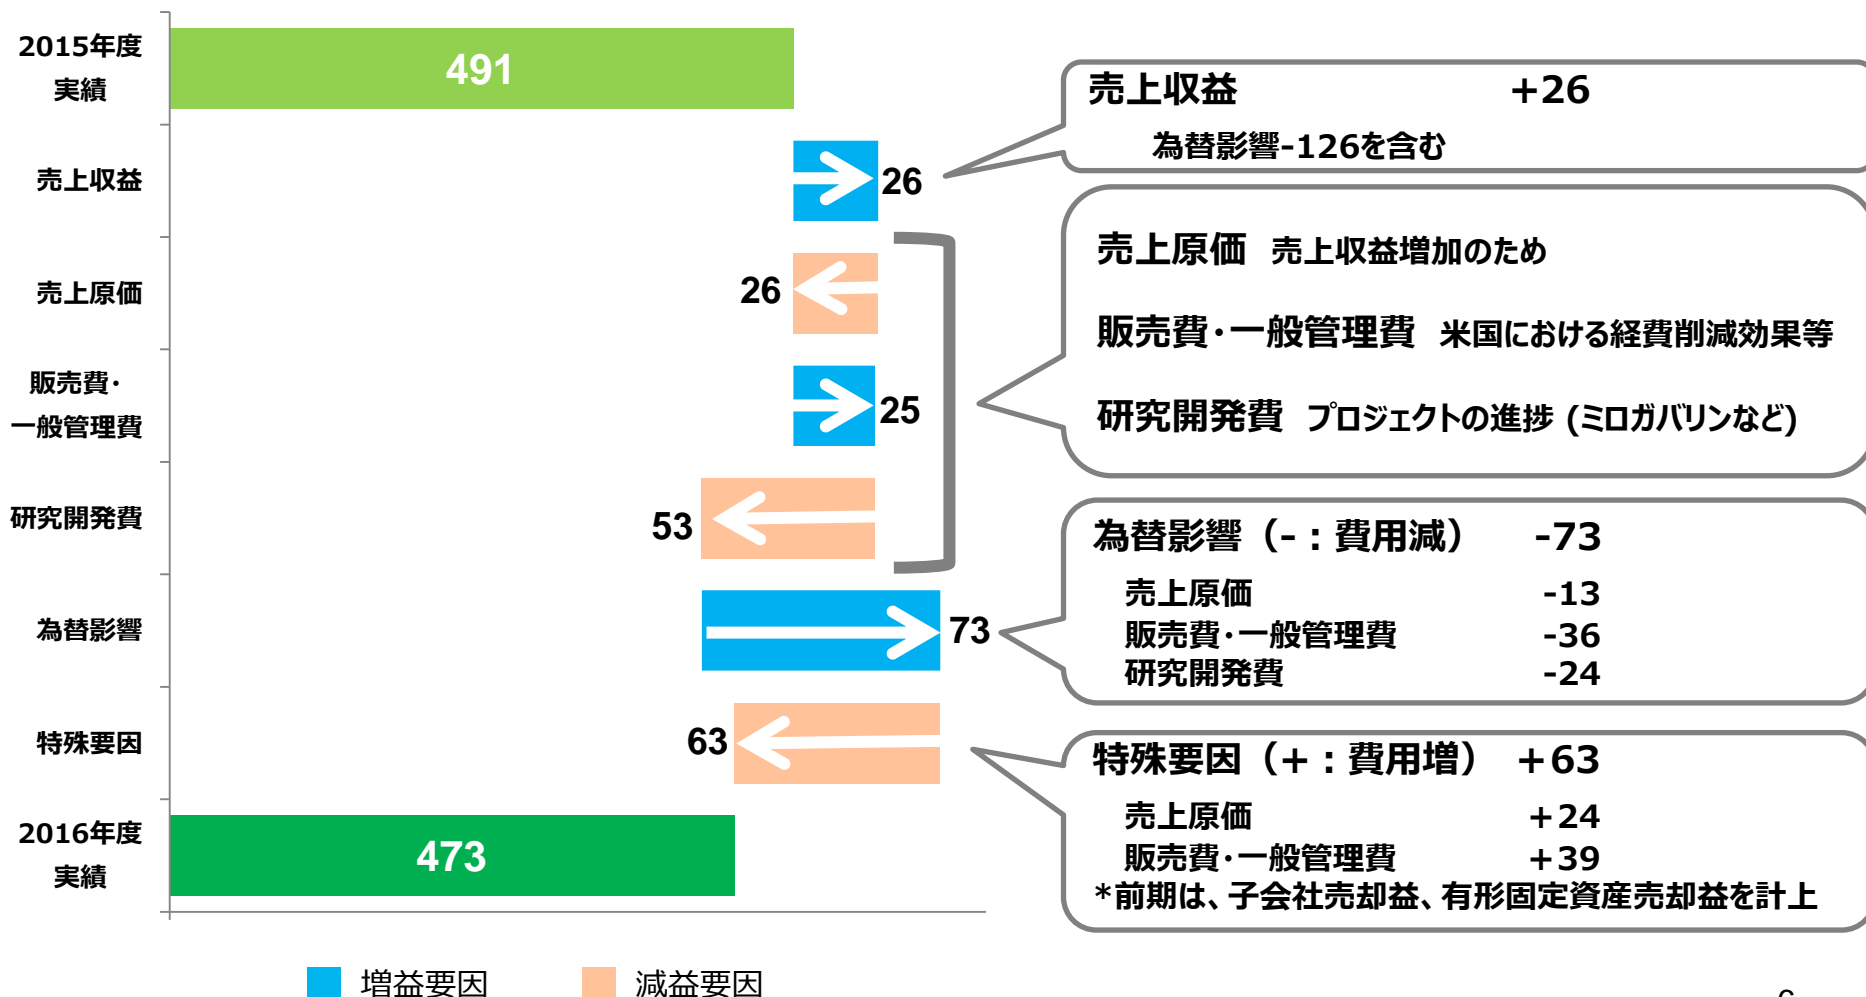 2015年度
実績
491
売上収益
26
売上原価
26
販売費・
一般管理費
25
研究開発費
53
為替影響
73
特殊要因
63
2016年度
実績
473
売上収益 +26
為替影響-126を含む
売上原価 売上収益増加のため
販売費・一般管理費 米国における経費削減効果等
研究開発費 プロジェクトの進捗 (ミロガバリンなど)
為替影響（-：費用減） -73
売上原価 -13
販売費・一般管理費 -36
研究開発費 -24
特殊要因（+：費用増） +63
売上原価 +24
販売費・一般管理費 +39
*前期は、子会社売却益、有形固定資産売却益を計上
増益要因 減益要因